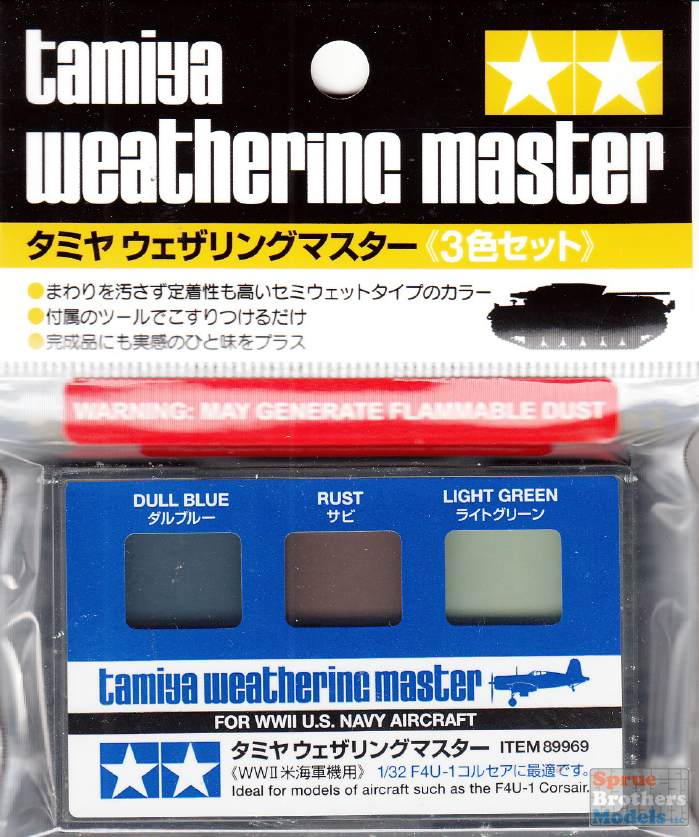 tamiya
weathering master
タミヤ ウェザリングマスター《3色セット》
●まわりを汚さず定着性も高いセミウェットタイプのカラー
●付属のツールでこすりつけるだけ
●完成品にも実感のひと味をプラス
WARNING: MAY GENERATE FLAMMABLE DUST
DULL BLUE RUST LIGHT GREEN
ダルブルー サビ ライトグリーン
tamiya weathering master
FOR WWII U.S. NAVY AIRCRAFT
タミヤ ウェザリングマスター ITEM 89969
《WWⅡ米海軍機用》 1/32 F4U-1コルセアに最適です。
Ideal for models of aircraft such as the F4U-1 Corsair.
Sprue
Brothers
Models LLC